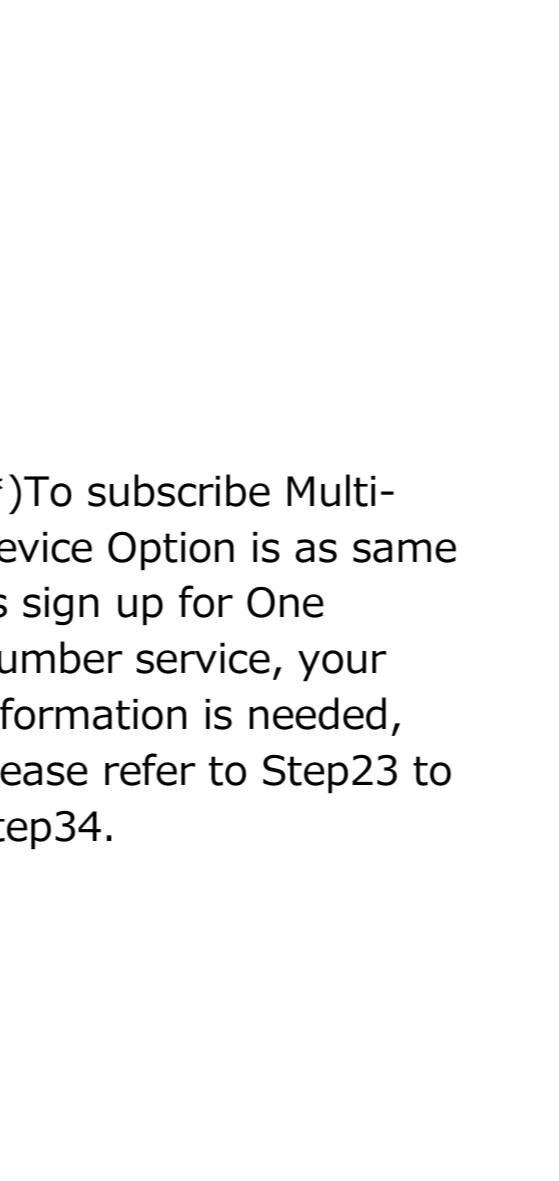 *)To subscribe Multi-
evice Option is as same
s sign up for One
umber service, your
formation is needed,
ease refer to Step23 to
tep34.